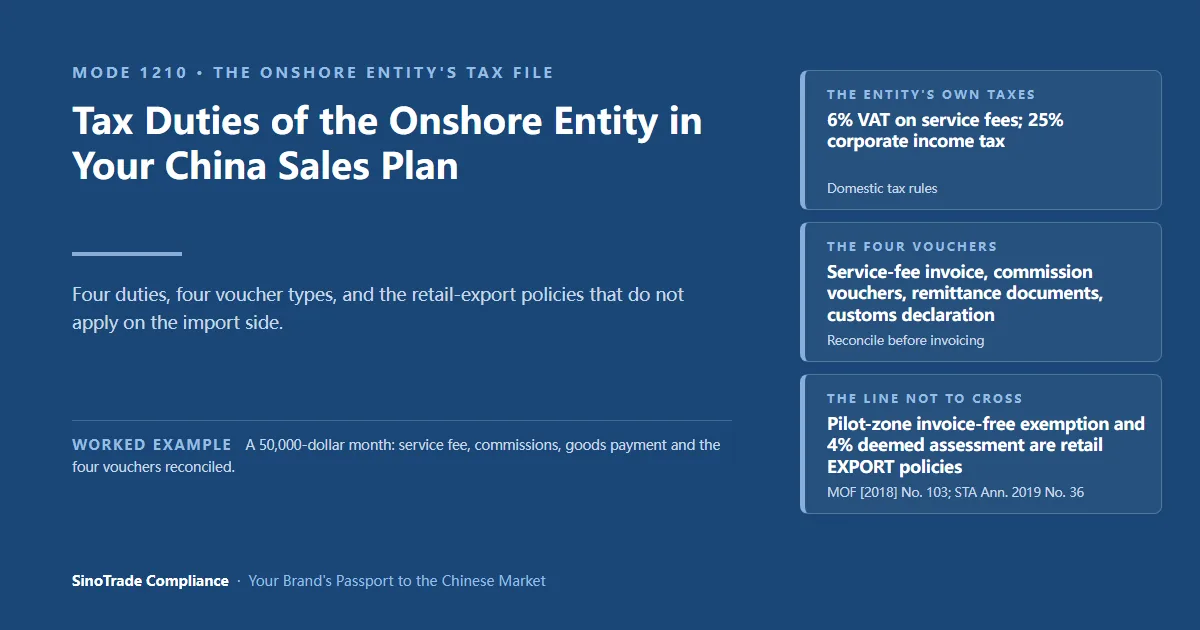 MODE 1210 • THE ONSHORE ENTITY'S TAX FILE
Tax Duties of the Onshore Entity in
Your China Sales Plan
Four duties, four voucher types, and the retail-export policies that do not
apply on the import side.
WORKED EXAMPLE A 50,000-dollar month: service fee, commissions, goods payment and the
four vouchers reconciled.
SinoTrade Compliance · Your Brand's Passport to the Chinese Market
THE ENTITY'S OWN TAXES
6% VAT on service fees; 25%
corporate income tax
Domestic tax rules
THE FOUR VOUCHERS
Service-fee invoice, commission
vouchers, remittance documents,
customs declaration
Reconcile before invoicing
THE LINE NOT TO CROSS
Pilot-zone invoice-free exemption and
4% deemed assessment are retail
EXPORT policies
MOF [2018] No. 103; STA Ann. 2019 No. 36